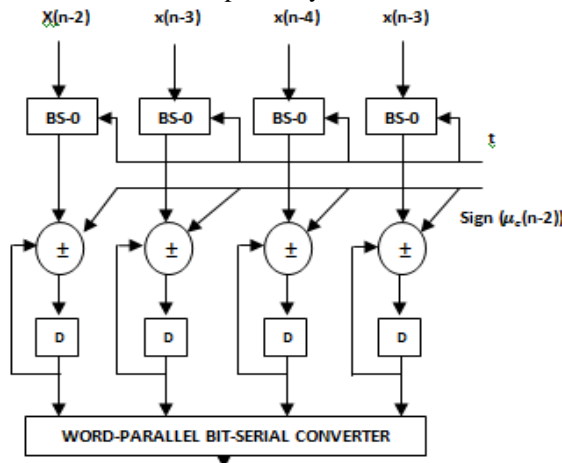 X(n-2) x(n-3) x(n-4) x(n-3)
BS-0 BS-0 BS-0 BS-0
t
Sign (μe(n-2))
± ± ± ±
D D D D
WORD-PARALLEL BIT-SERIAL CONVERTER